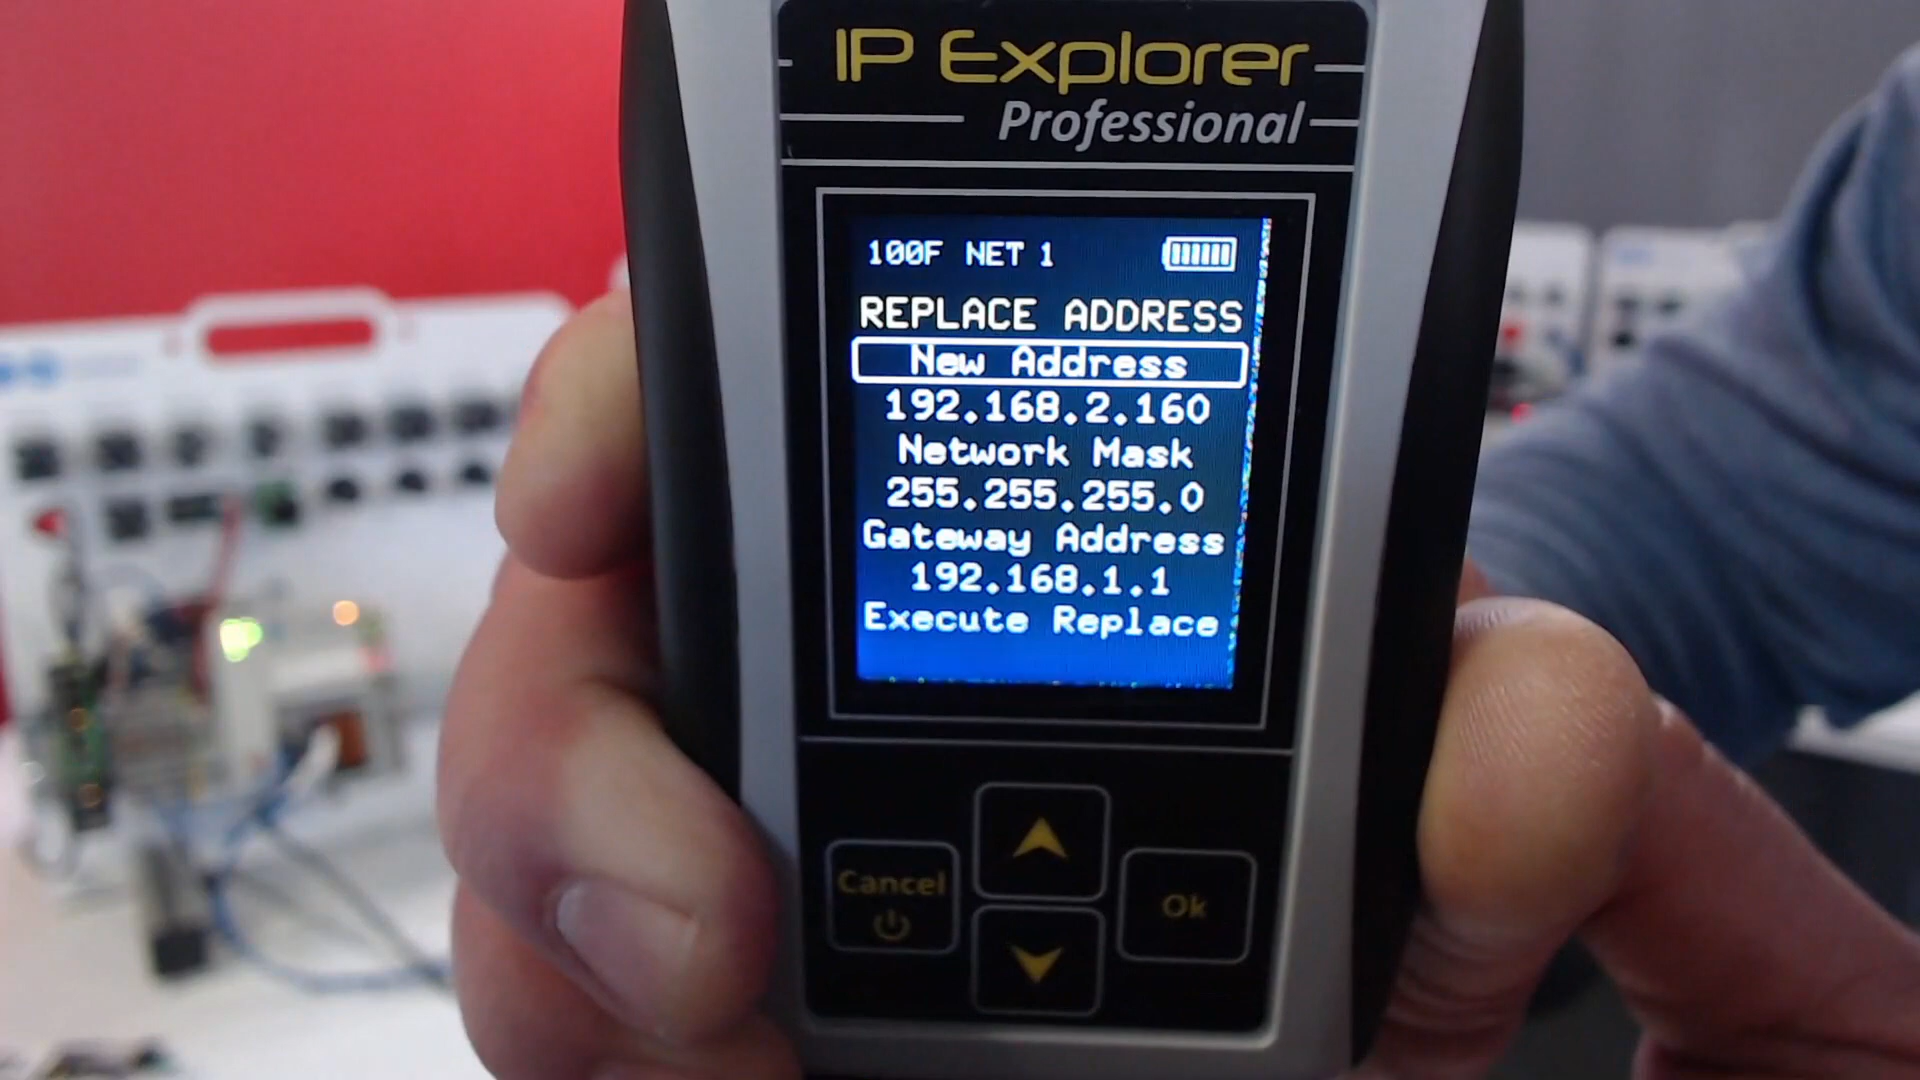 IP Explorer
Professional
100F NET 1
REPLACE ADDRESS
New Address
192.168.2.160
Network Mask
255.255.255.0
Gateway Address
192.168.1.1
Execute Replace
Cancel
Ok